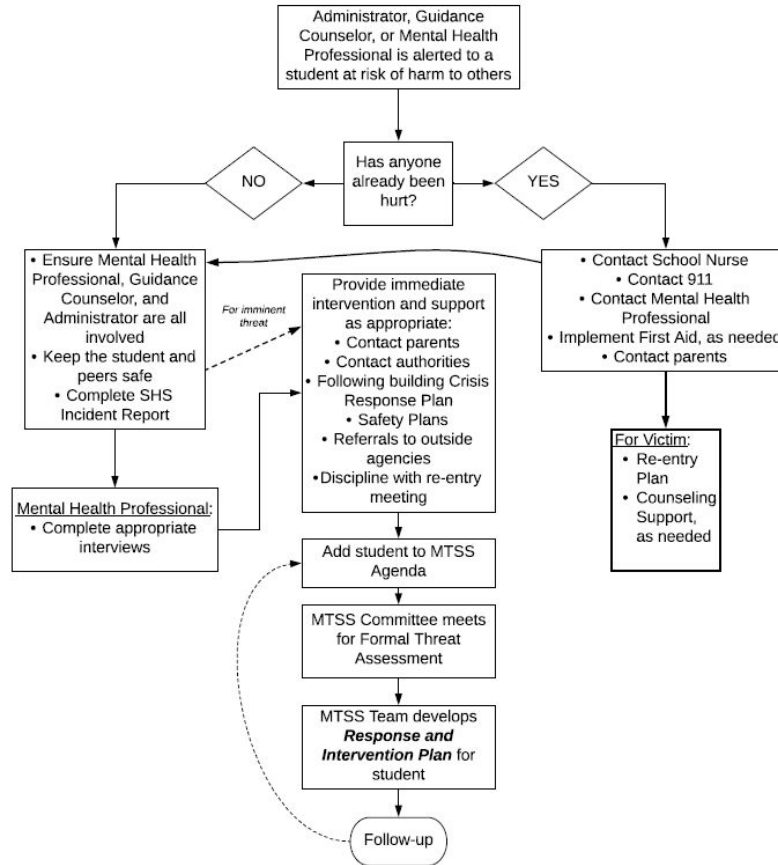 Administrator, Guidance
Counselor, or Mental Health
Professional is alerted to a
student at risk of harm to others
Has anyone
already been
hurt?
NO
YES
• Ensure Mental Health
Professional, Guidance
Counselor, and
Administrator are all
involved
• Keep the student and
peers safe
• Complete SHS
Incident Report
For imminent
threat
Provide immediate
intervention and support
as appropriate:
• Contact parents
• Contact authorities
• Following building Crisis
Response Plan
• Safety Plans
• Referrals to outside
agencies
•Discipline with re-entry
meeting
• Contact School Nurse
• Contact 911
• Contact Mental Health
Professional
• Implement First Aid, as needed
• Contact parents
For Victim:
• Re-entry
Plan
• Counseling
Support,
as needed
Mental Health Professional:
• Complete appropriate
interviews
Add student to MTSS
Agenda
MTSS Committee meets
for Formal Threat
Assessment
MTSS Team develops
Response and
Intervention Plan for
student
Follow-up